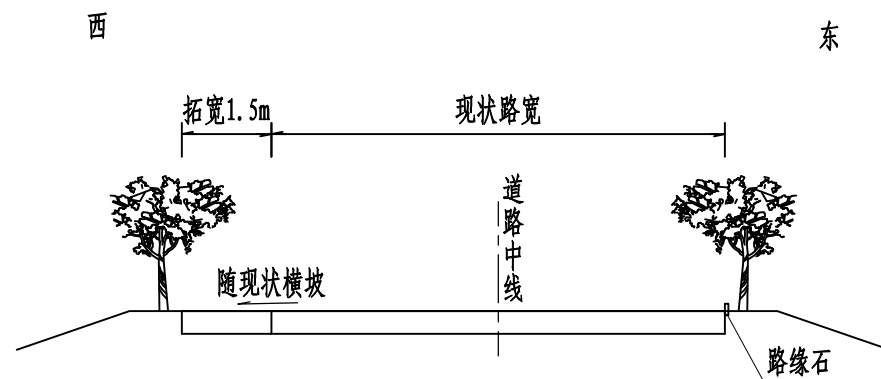 西
东
拓宽1.5m
现状路宽
道路中线
随现状横坡
路缘石